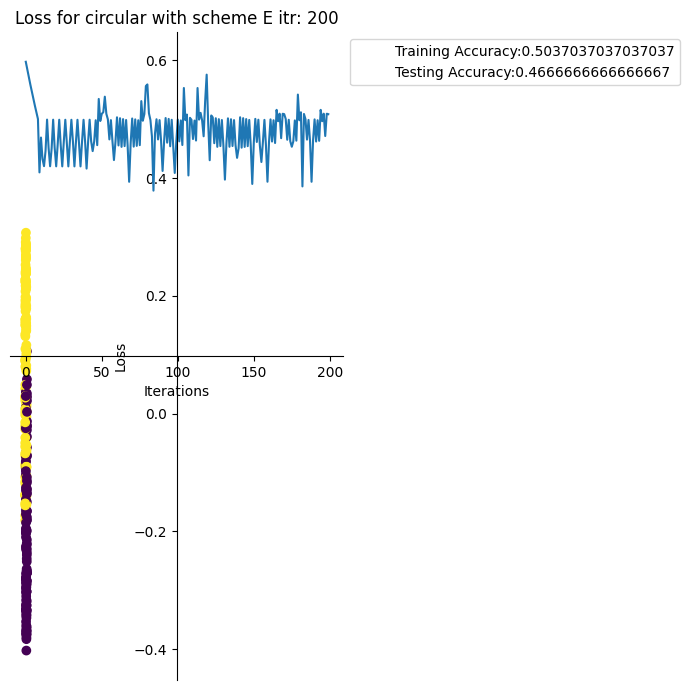 Loss for circular with scheme E itr: 200
Training Accuracy:0.5037037037037037
Testing Accuracy:0.4666666666666667
0.6
0.4
0.2
Loss
0 50 100 150 200
Iterations
0.0
−0.2
−0.4